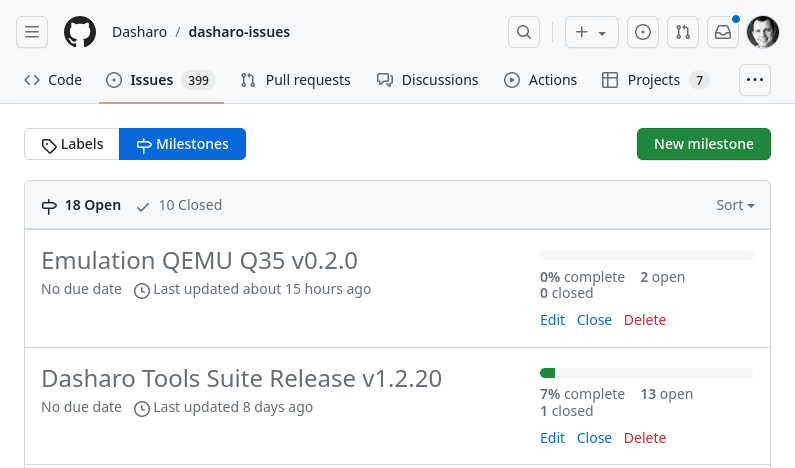 Dasharo / dasharo-issues
Code Issues 399 Pull requests Discussions Actions Projects 7
Labels Milestones New milestone
18 Open 10 Closed Sort
Emulation QEMU Q35 v0.2.0
No due date Last updated about 15 hours ago
0% complete 2 open
0 closed
Edit Close Delete
Dasharo Tools Suite Release v1.2.20
No due date Last updated 8 days ago
7% complete 13 open
1 closed
Edit Close Delete